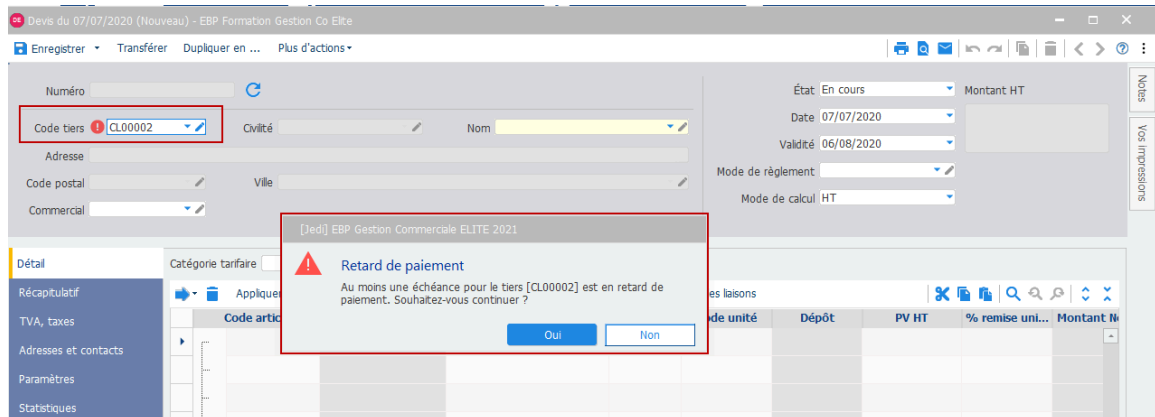 DE Devis du 07/07/2020 (Nouveau) - EBP Formation Gestion Co Elite
Enregistrer Transférer Dupliquer en ... Plus d'actions
Numéro
Code tiers CL00002 Civilité Nom
Adresse
Code postal Ville
Commercial
État En cours Montant HT
Date 07/07/2020
Validité 06/08/2020
Mode de règlement
Mode de calcul HT
Notes
Vos impressions
[Jedi] EBP Gestion Commerciale ELITE 2021
Retard de paiement
Au moins une échéance pour le tiers [CL00002] est en retard de
paiement. Souhaitez-vous continuer ?
Oui Non
Détail
Récapitulatif
TVA, taxes
Adresses et contacts
Paramètres
Statistiques
Catégorie tarifaire
Appliquer
es liaisons
Code artic
ode unité Dépôt PV HT % remise uni... Montant N